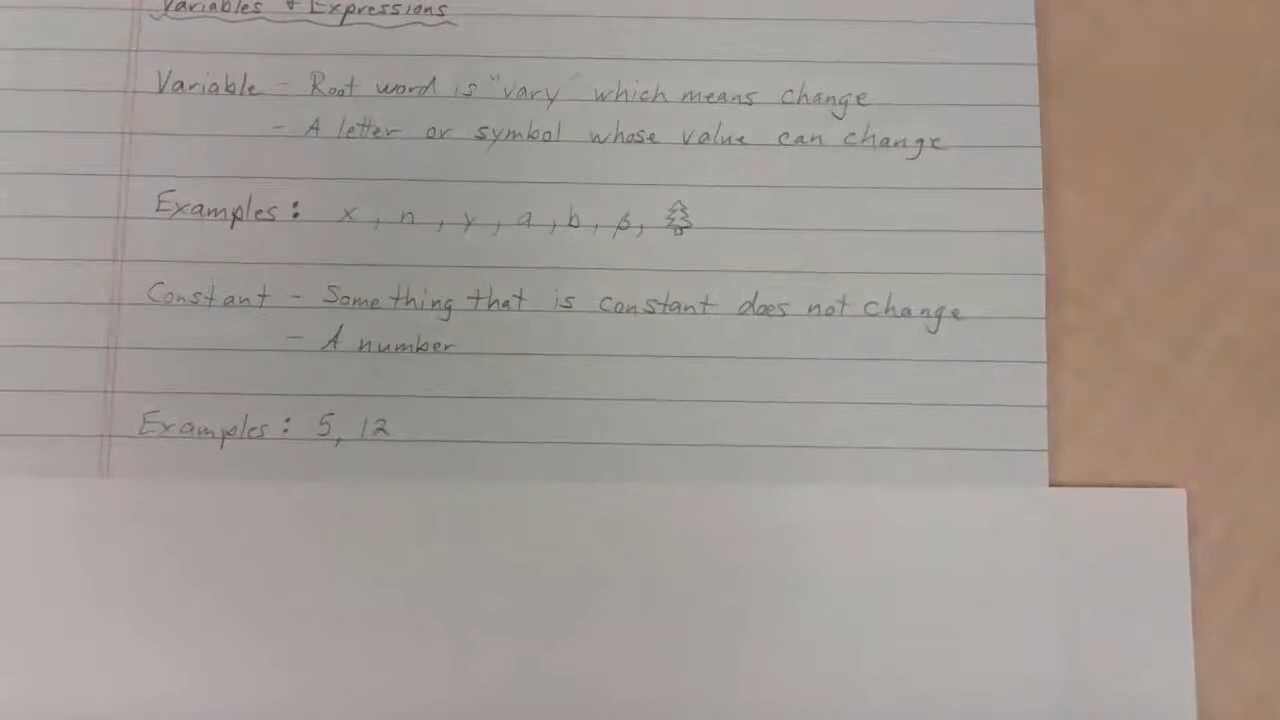 Variables & Expressions
Variable - Root word is "vary" which means change
- A letter or symbol whose value can change
Examples: x, n, y, a, b, β, 🌲
Constant - Something that is constant does not change
- A number
Examples: 5, 12